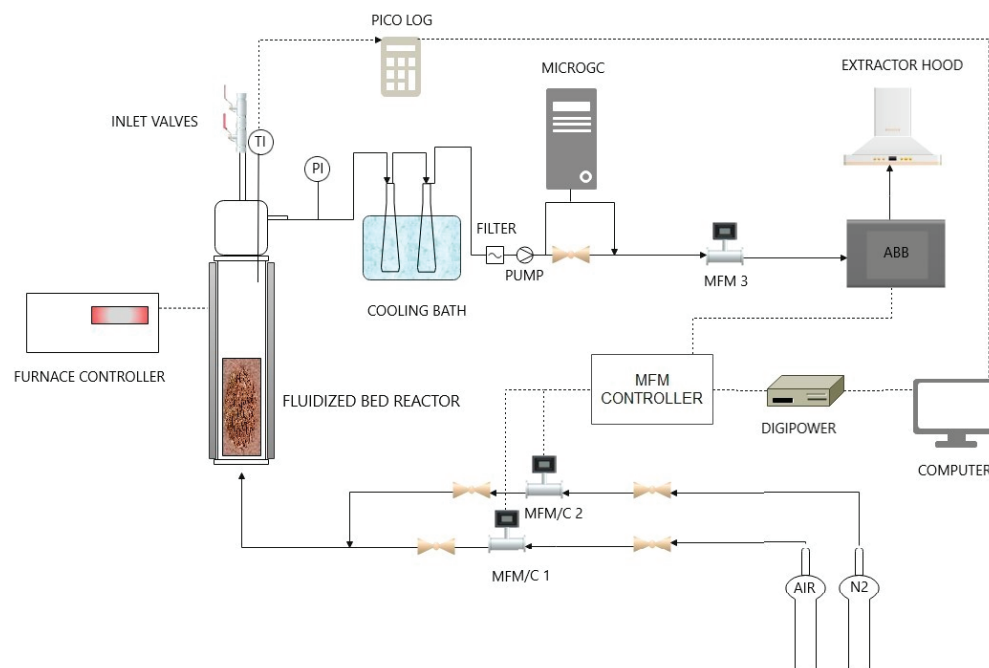 PICO LOG
MICROGC
EXTRACTOR HOOD
INLET VALVES
TI
PI
FILTER
PUMP
ABB
MFM 3
COOLING BATH
FURNACE CONTROLLER
FLUIDIZED BED REACTOR
MFM
CONTROLLER
DIGIPOWER
COMPUTER
MFM/C 2
MFM/C 1
AIR
N2